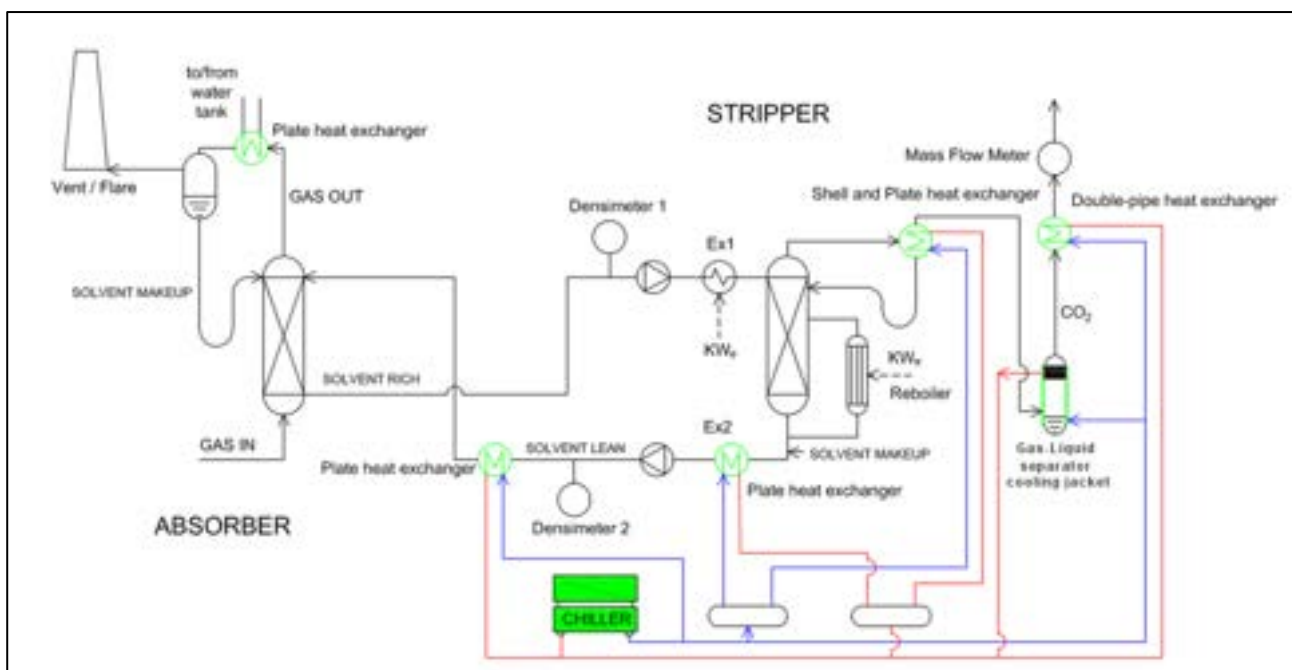 to/from
water
tank
Plate heat exchanger
Vent / Flare
GAS OUT
SOLVENT MAKEUP
SOLVENT RICH
GAS IN
ABSORBER
STRIPPER
Densimeter 1
Ex1
KWe
Mass Flow Meter
Shell and Plate heat exchanger
Double-pipe heat exchanger
CO₂
KWe
Reboiler
Ex2
SOLVENT LEAN
SOLVENT MAKEUP
Plate heat exchanger
Plate heat exchanger
Densimeter 2
Gas-Liquid
separator
cooling jacket
CHILLER